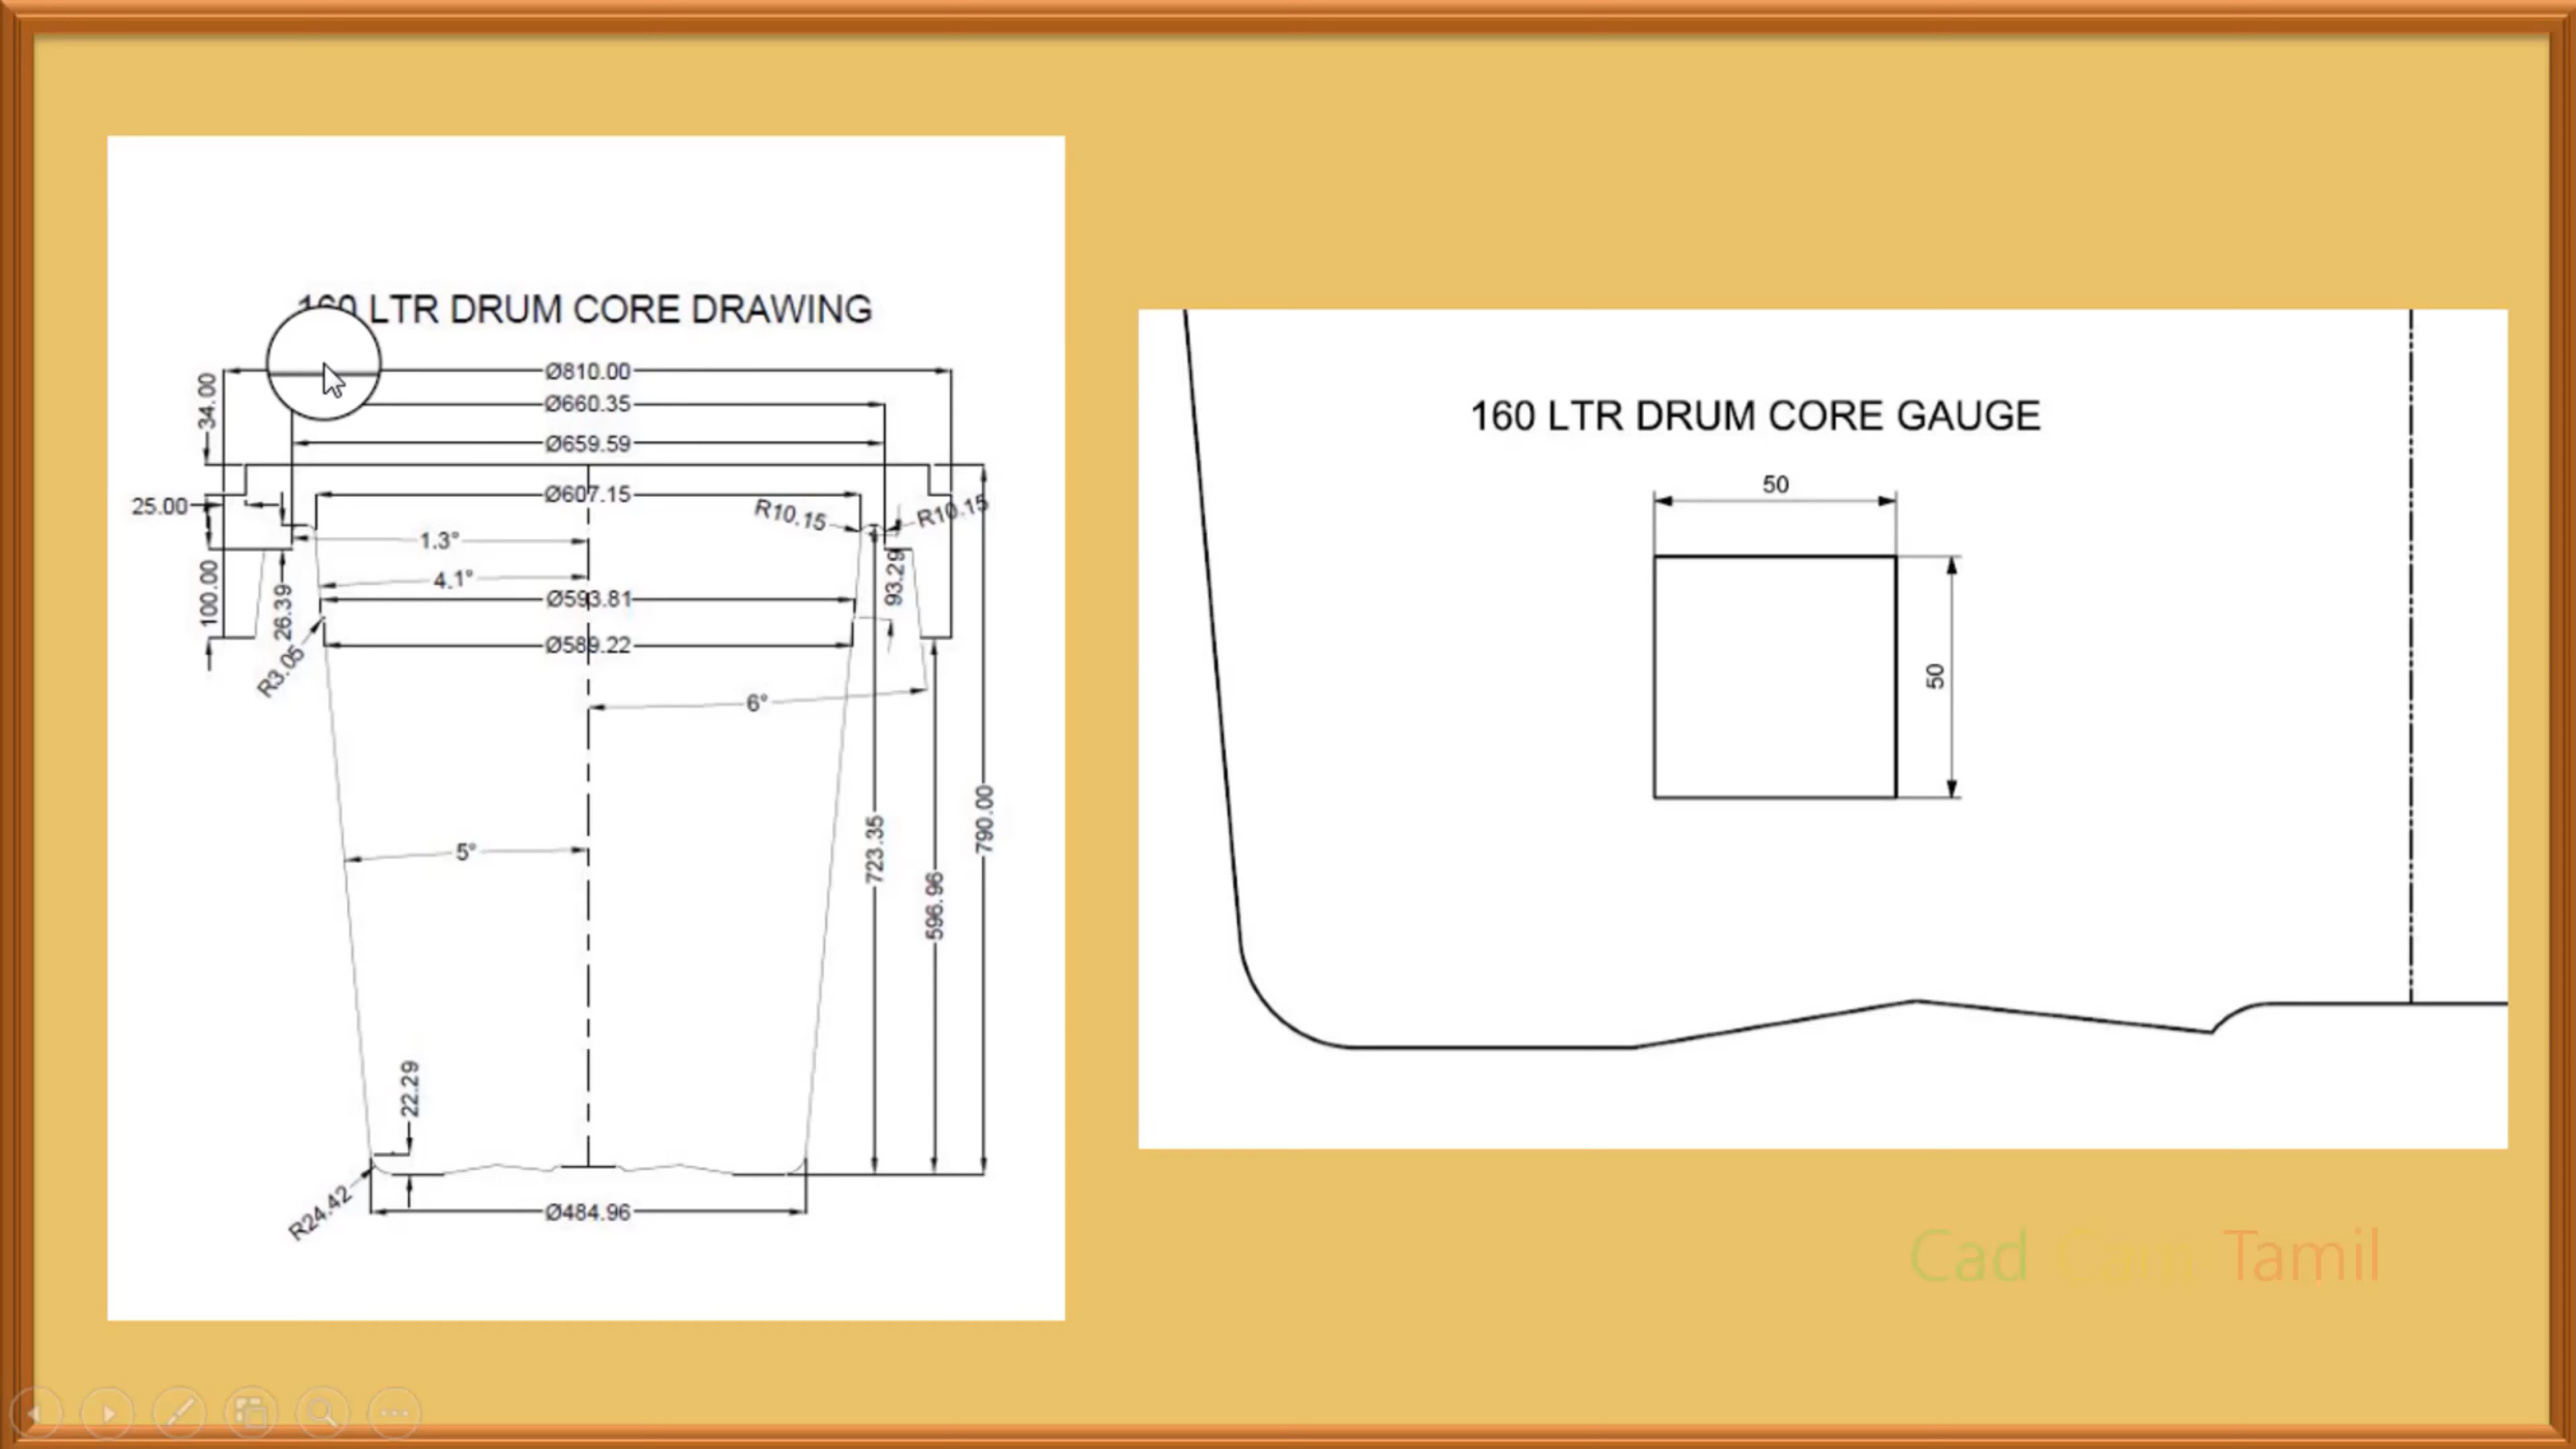 160 LTR DRUM CORE DRAWING
Ø810.00
34.00
Ø660.35
Ø659.59
Ø607.15
25.00
R10.15
R10.15
1.3°
4.1°
93.29
100.00
26.39
Ø593.81
Ø589.22
R3.05
6°
5°
723.35
596.96
790.00
22.29
R24.42
Ø484.96
160 LTR DRUM CORE GAUGE
50
50
Cad Cam Tamil